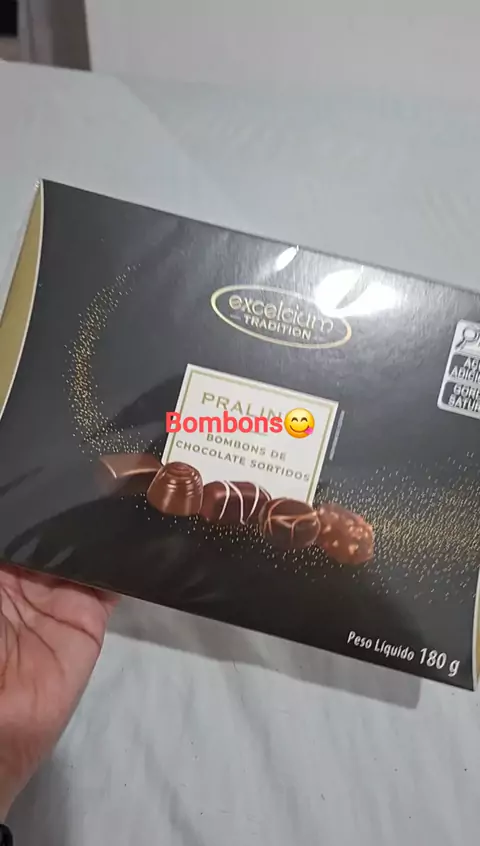 excelcium
TRADITION
PRALIN
Bombons😋
BOMBONS DE
CHOCOLATE SORTIDOS
Peso Líquido 180 g